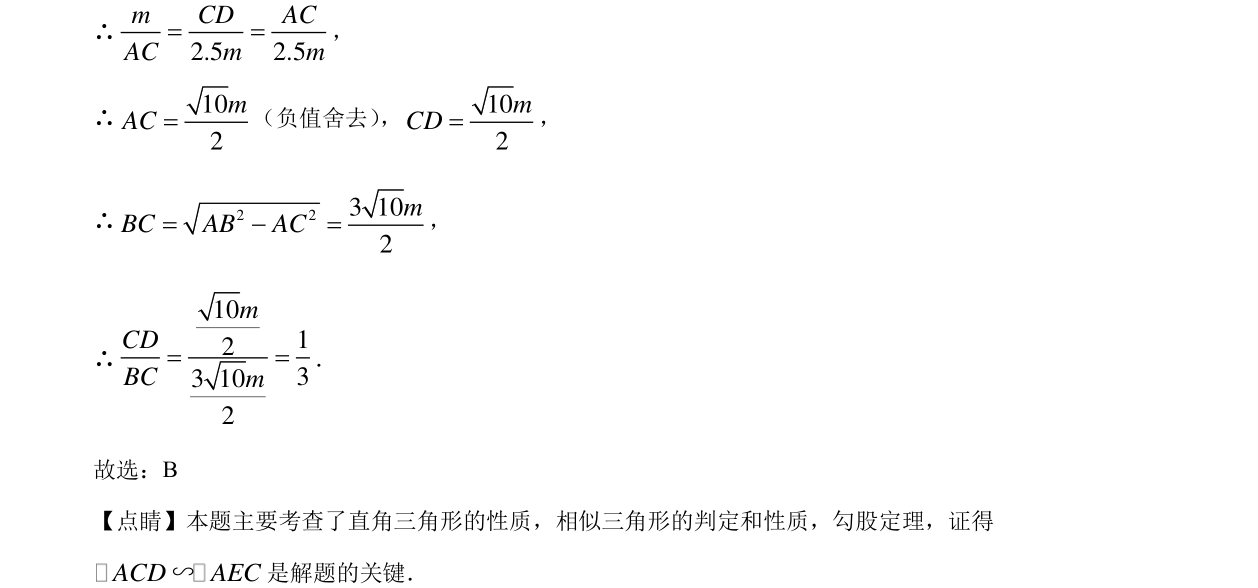 ∴ m/AC = CD/2.5m = AC/2.5m，
∴ AC = √10m/2（负值舍去），CD = √10m/2，
∴ BC = √(AB² − AC²) = 3√10m/2，
∴ CD/BC = (√10m/2)/(3√10m/2) = 1/3．
故选：B
【点睛】本题主要考查了直角三角形的性质，相似三角形的判定和性质，勾股定理，证得
□ACD∽□AEC 是解题的关键．